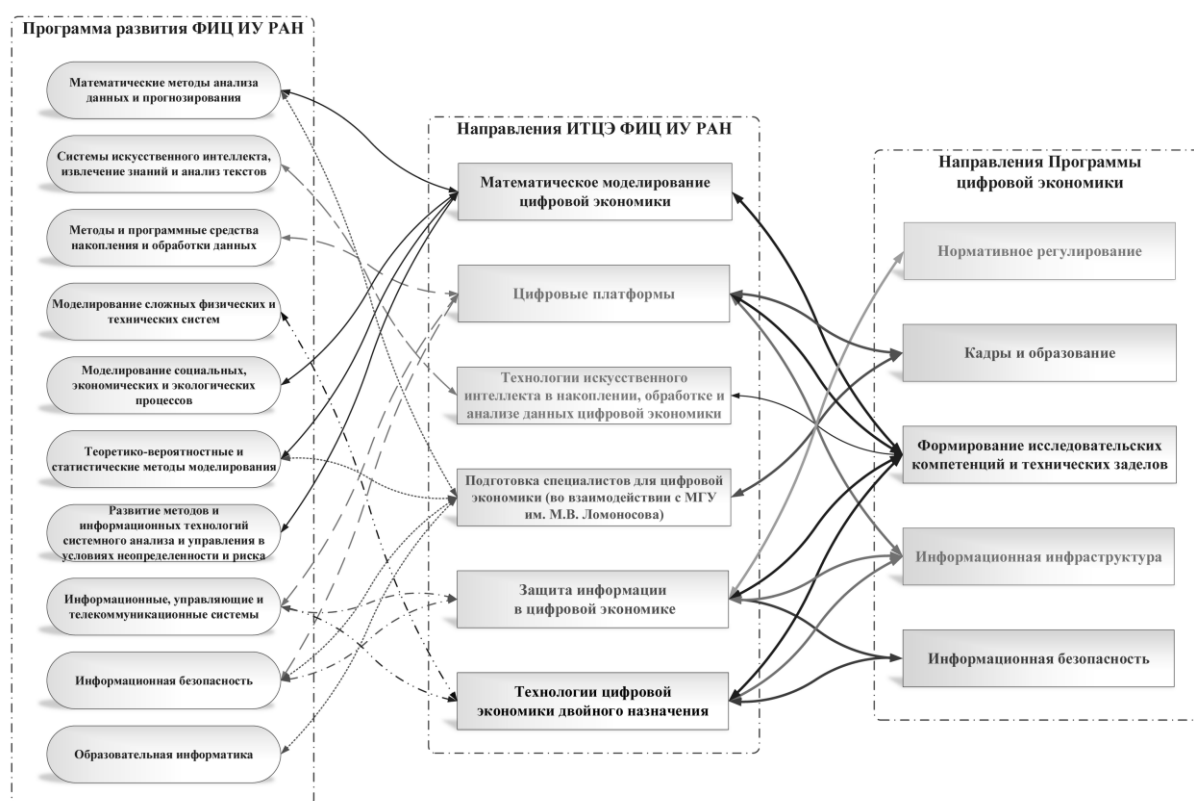 Программа развития ФИЦ ИУ РАН
Математические методы анализа
данных и прогнозирования
Системы искусственного интеллекта,
извлечение знаний и анализ текстов
Методы и программные средства
накопления и обработки данных
Моделирование сложных физических и
технических систем
Моделирование социальных,
экономических и экологических
процессов
Теоретико-вероятностные и
статистические методы моделирования
Развитие методов и
информационных технологий
системного анализа и управления в
условиях неопределенности и риска
Информационные, управляющие и
телекоммуникационные системы
Информационная безопасность
Образовательная информатика
Направления ИТЦЭ ФИЦ ИУ РАН
Математическое моделирование
цифровой экономики
Цифровые платформы
Технологии искусственного
интеллекта в накоплении, обработке и
анализе данных цифровой экономики
Подготовка специалистов для цифровой
экономики (во взаимодействии с МГУ
им. М.В. Ломоносова)
Защита информации
в цифровой экономике
Технологии цифровой
экономики двойного назначения
Направления Программы
цифровой экономики
Нормативное регулирование
Кадры и образование
Формирование исследовательских
компетенций и технических заделов
Информационная инфраструктура
Информационная безопасность